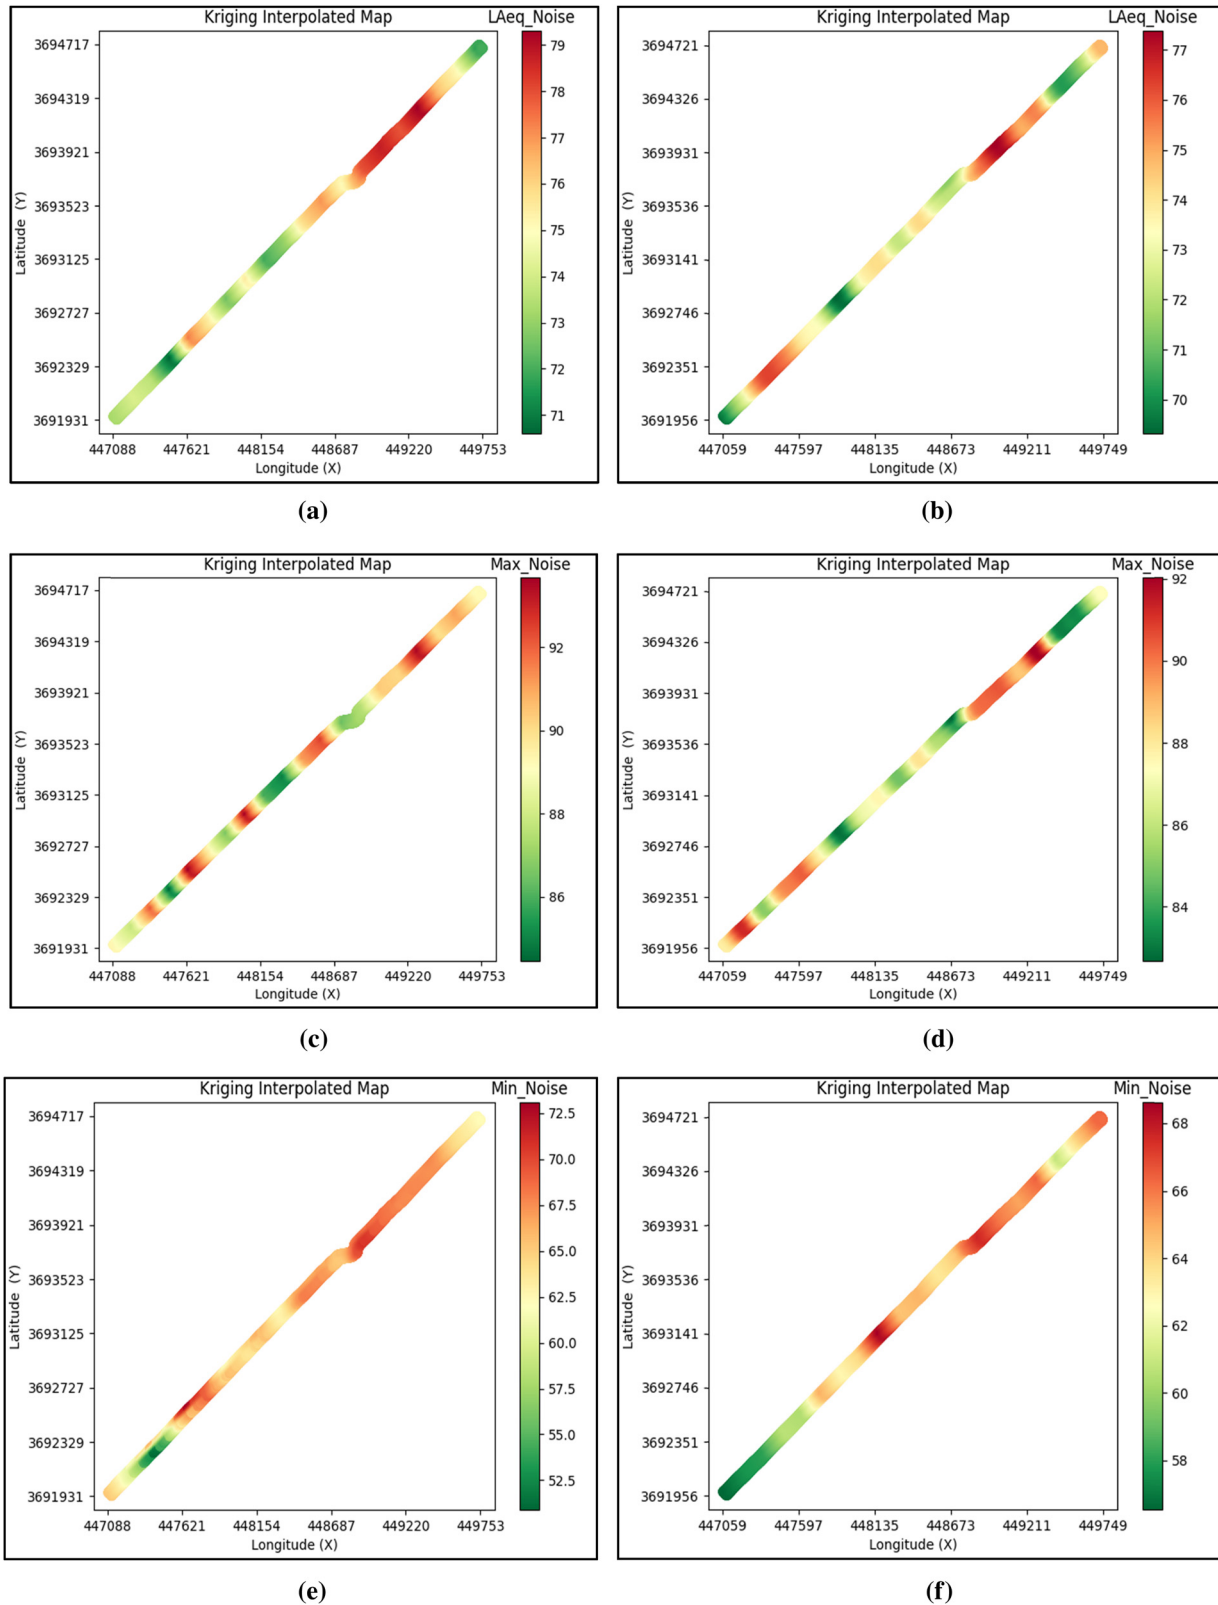 Kriging Interpolated Map
LAeq_Noise
3694717
3694319
3693921
3693523
3693125
3692727
3692329
3691931
Latitude (Y)
447088 447621 448154 448687 449220 449753
Longitude (X)
79
78
77
76
75
74
73
72
71
(a)
Kriging Interpolated Map
LAeq_Noise
3694721
3694326
3693931
3693536
3693141
3692746
3692351
3691956
Latitude (Y)
447059 447597 448135 448673 449211 449749
Longitude (X)
77
76
75
74
73
72
71
70
(b)
Kriging Interpolated Map
Max_Noise
3694717
3694319
3693921
3693523
3693125
3692727
3692329
3691931
Latitude (Y)
447088 447621 448154 448687 449220 449753
Longitude (X)
92
90
88
86
(c)
Kriging Interpolated Map
Max_Noise
3694721
3694326
3693931
3693536
3693141
3692746
3692351
3691956
Latitude (Y)
447059 447597 448135 448673 449211 449749
Longitude (X)
92
90
88
86
84
(d)
Kriging Interpolated Map
Min_Noise
3694717
3694319
3693921
3693523
3693125
3692727
3692329
3691931
Latitude (Y)
447088 447621 448154 448687 449220 449753
Longitude (X)
72.5
70.0
67.5
65.0
62.5
60.0
57.5
55.0
52.5
(e)
Kriging Interpolated Map
Min_Noise
3694721
3694326
3693931
3693536
3693141
3692746
3692351
3691956
Latitude (Y)
447059 447597 448135 448673 449211 449749
Longitude (X)
68
66
64
62
60
58
(f)